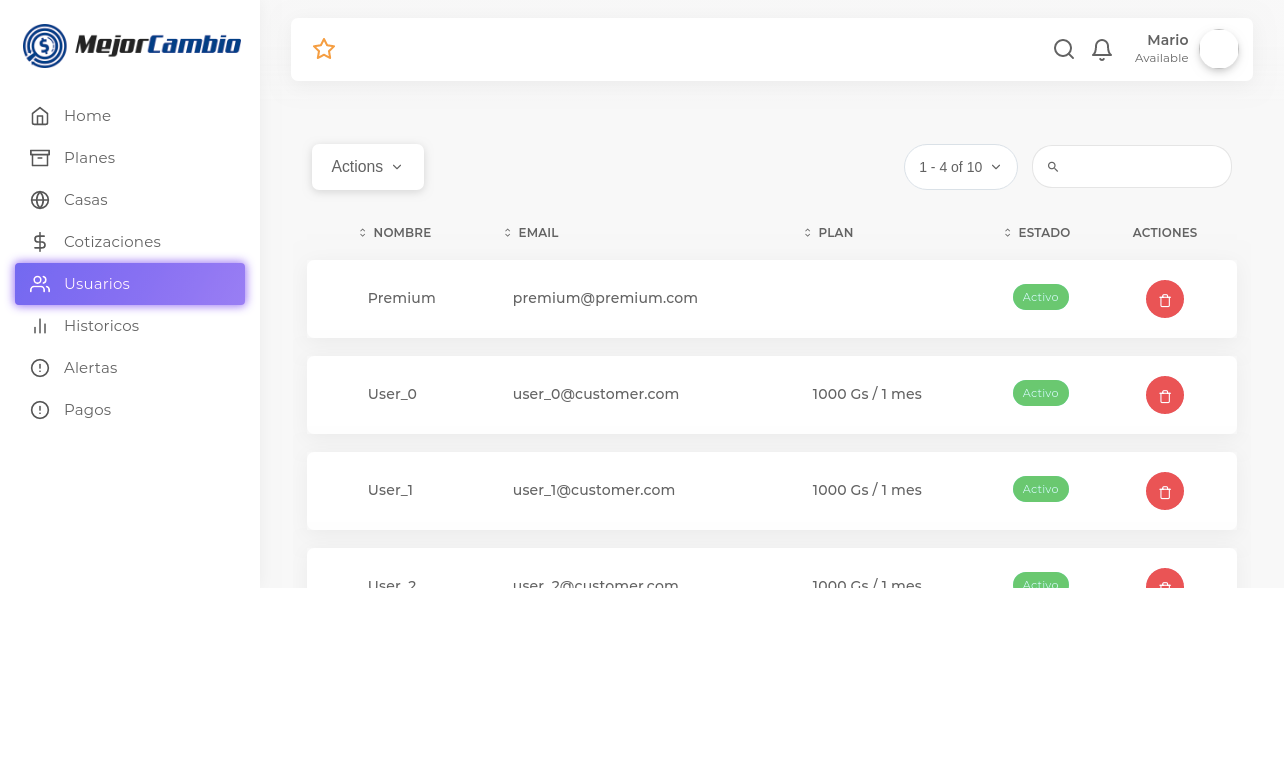 MejorCambio
Home
Planes
Casas
Cotizaciones
Usuarios
Historicos
Alertas
Pagos
Mario
Available
Actions
1 - 4 of 10
NOMBRE EMAIL PLAN ESTADO ACTIONES
Premium premium@premium.com Activo
User_0 user_0@customer.com 1000 Gs / 1 mes Activo
User_1 user_1@customer.com 1000 Gs / 1 mes Activo
User_2 user_2@customer.com 1000 Gs / 1 mes Activo